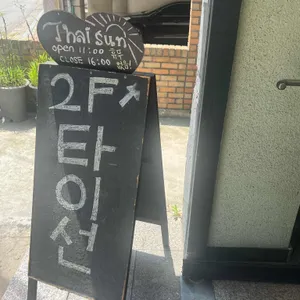 Thai Sun
open 11:00
CLOSE 16:00
2F↗
타이선